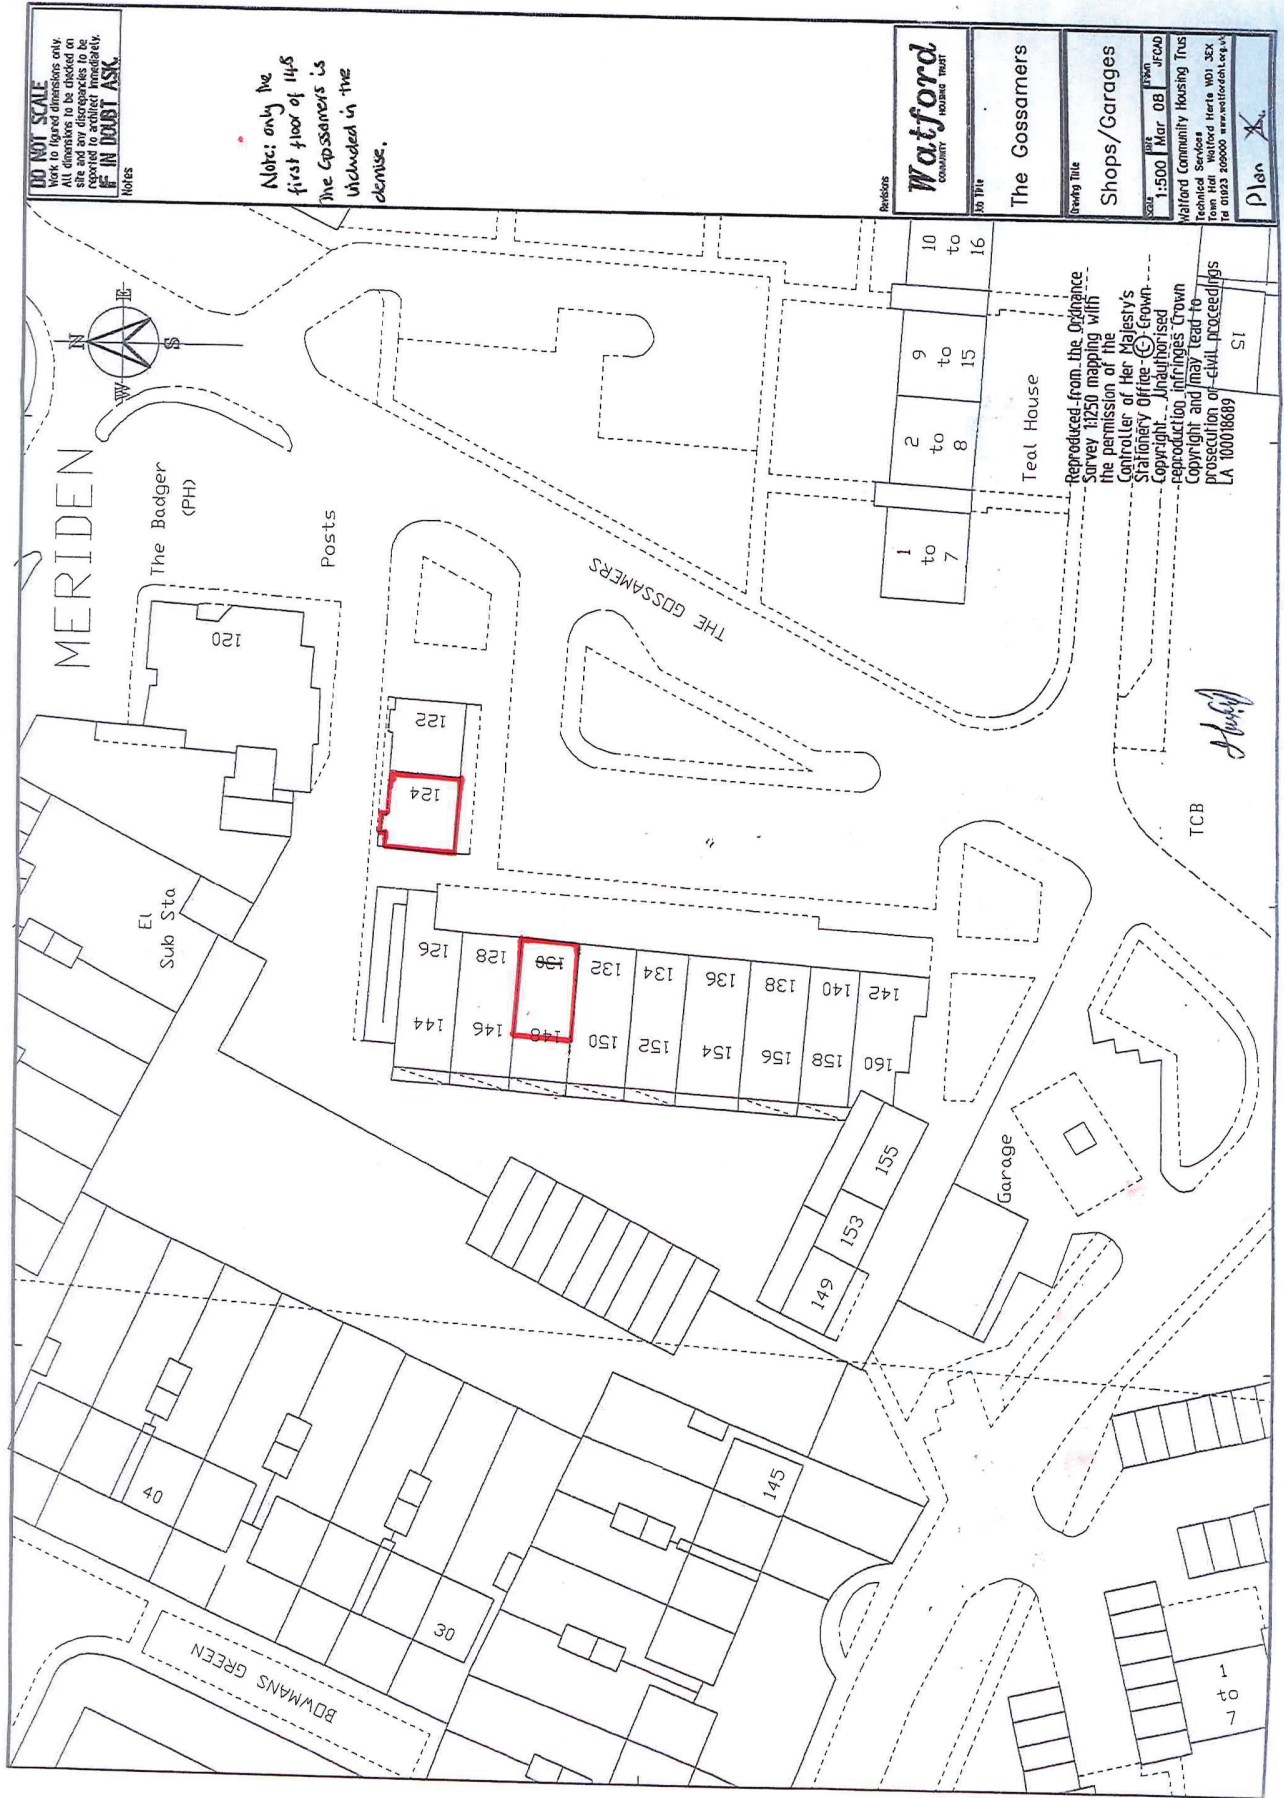 DO NOT SCALE
Work to figured dimensions only.
All dimensions to be checked on
site and any discrepancies to be
reported to architect immediately.
IF IN DOUBT ASK.
Notes
Note: only the
first floor of 148
The Gossamers is
included in the
demise.
Revisions
Watford
COMMUNITY HOUSING TRUST
Job Title
The Gossamers
Drawing Title
Shops/Garages
Scale
1:500
Date
Mar 08
Drawn
JFCAD
Watford Community Housing Trust
Technical Services
Town Hall Watford Herts WD1 3EX
Tel 01923 209000 www.watfordcht.org.uk
Plan A.
MERIDEN
N
W
E
S
The Badger
(PH)
Posts
120
122
124
El
Sub Sta
THE GOSSAMERS
10
to
16
9
to
15
2
to
8
1
to
7
Teal House
Reproduced from the Ordnance
Survey 1:1250 mapping with
the permission of the
Controller of Her Majesty's
Stationery Office (C) Crown
Copyright. Unauthorised
reproduction infringes Crown
Copyright and may lead to
prosecution or civil proceedings
LA 100018689
15
TCB
126
128
130
132
134
136
138
140
142
144
146
148
150
152
154
156
158
160
155
153
149
Garage
145
40
30
BOWMANS GREEN
1
to
7